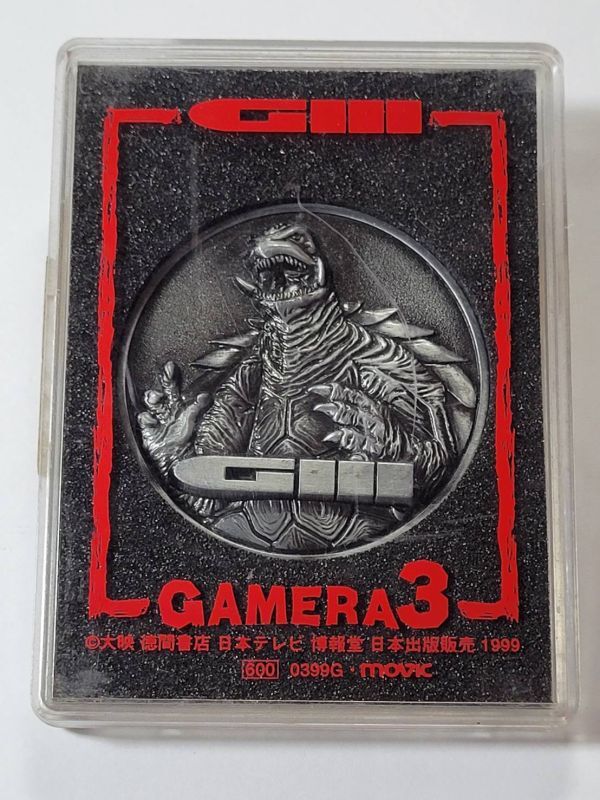 GIII
GIII
GAMERA3
©大映 徳間書店 日本テレビ 博報堂 日本出版販売 1999
600 0399G・movic